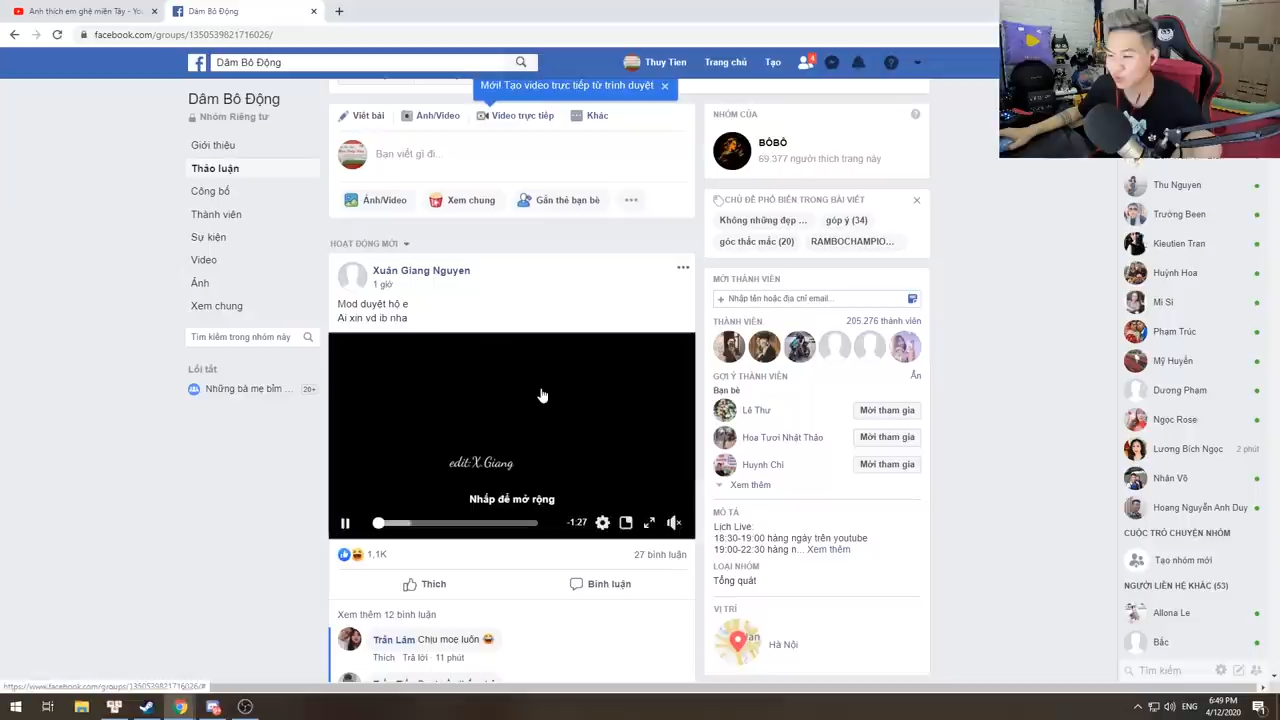 Anh thích em ghệ miền Tây - You
Dâm Bô Động
facebook.com/groups/1350539821716026/
Dâm Bô Động
Thuy Tien
Trang chủ
Tạo
4
Mới! Tạo video trực tiếp từ trình duyệt
Dâm Bô Động
Nhóm Riêng tư
Giới thiệu
Thảo luận
Công bố
Thành viên
Sự kiện
Video
Ảnh
Xem chung
Tìm kiếm trong nhóm này
Lối tắt
Những bà mẹ bỉm ... 20+
Viết bài
Ảnh/Video
Video trực tiếp
Khác
Bạn viết gì đi...
Ảnh/Video
Xem chung
Gắn thẻ bạn bè
HOẠT ĐỘNG MỚI
Xuân Giang Nguyen
1 giờ
Mod duyệt hộ e
Ai xin vd ib nha
edit:X.Giang
Nhấp để mở rộng
-1:27
1,1K
27 bình luận
Thích
Bình luận
Xem thêm 12 bình luận
Trần Lâm Chịu moẹ luôn
Thích · Trả lời · 11 phút
NHÓM CỦA
BÔBÔ
69.377 người thích trang này
CHỦ ĐỀ PHỔ BIẾN TRONG BÀI VIẾT
Không những đẹp ...
góp ý (34)
góc thắc mắc (20)
RAMBOCHAMPIO...
MỜI THÀNH VIÊN
Nhập tên hoặc địa chỉ email...
THÀNH VIÊN
205.276 thành viên
GỢI Ý THÀNH VIÊN
Ẩn
Bạn bè
Lê Thư
Mời tham gia
Hoa Tươi Nhật Thảo
Mời tham gia
Huynh Chi
Mời tham gia
Xem thêm
MÔ TẢ
Lịch Live:
18:30-19:00 hàng ngày trên youtube
19:00-22:30 hàng n... Xem thêm
LOẠI NHÓM
Tổng quát
VỊ TRÍ
Hà Nội
Thu Nguyen
Trường Been
Kieutien Tran
Huỳnh Hoa
Mi Si
Phạm Trúc
Mỹ Huyền
Dương Phạm
Ngọc Rose
Lương Bích Ngọc 2 phút
Nhân Võ
Hoang Nguyễn Anh Duy
CUỘC TRÒ CHUYỆN NHÓM
Tạo nhóm mới
NGƯỜI LIÊN HỆ KHÁC (53)
Allona Le
Bắc
Tìm kiếm
https://www.facebook.com/groups/1350539821716026/#
ENG
6:49 PM
4/12/2020